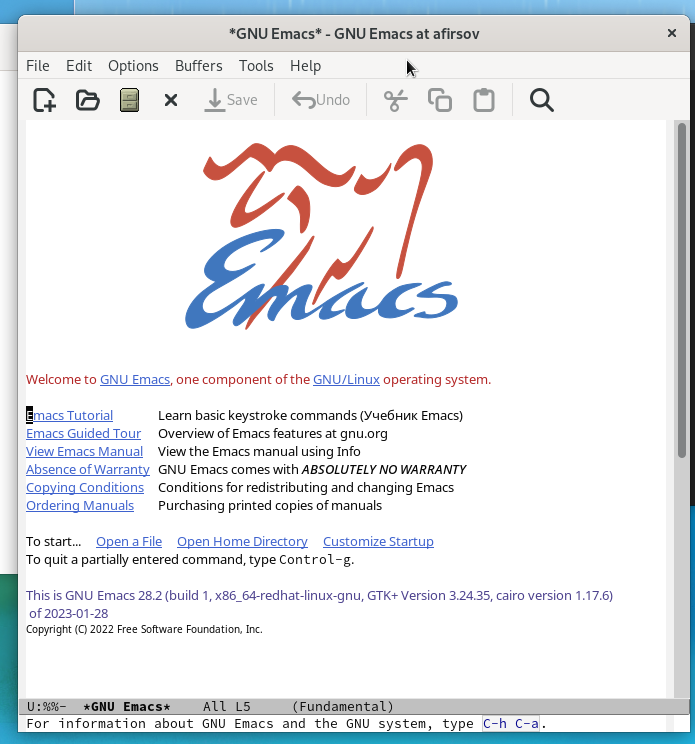 *GNU Emacs* - GNU Emacs at afirsov
File Edit Options Buffers Tools Help
Save Undo
Emacs
Welcome to GNU Emacs, one component of the GNU/Linux operating system.
Emacs Tutorial Learn basic keystroke commands (Учебник Emacs)
Emacs Guided Tour Overview of Emacs features at gnu.org
View Emacs Manual View the Emacs manual using Info
Absence of Warranty GNU Emacs comes with ABSOLUTELY NO WARRANTY
Copying Conditions Conditions for redistributing and changing Emacs
Ordering Manuals Purchasing printed copies of manuals
To start... Open a File Open Home Directory Customize Startup
To quit a partially entered command, type Control-g.
This is GNU Emacs 28.2 (build 1, x86_64-redhat-linux-gnu, GTK+ Version 3.24.35, cairo version 1.17.6)
of 2023-01-28
Copyright (C) 2022 Free Software Foundation, Inc.
U:%%- *GNU Emacs* All L5 (Fundamental)
For information about GNU Emacs and the GNU system, type C-h C-a.